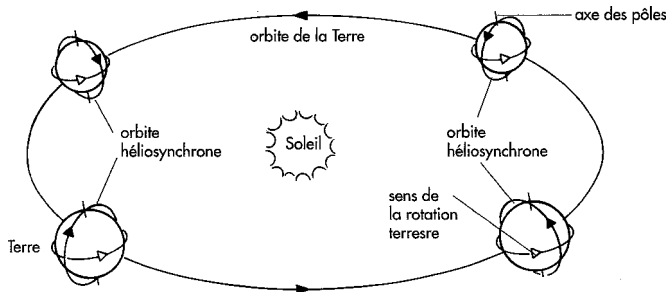 axe des pôles
orbite de la Terre
orbite
héliosynchrone
Soleil
orbite
héliosynchrone
sens de
la rotation
terresre
Terre